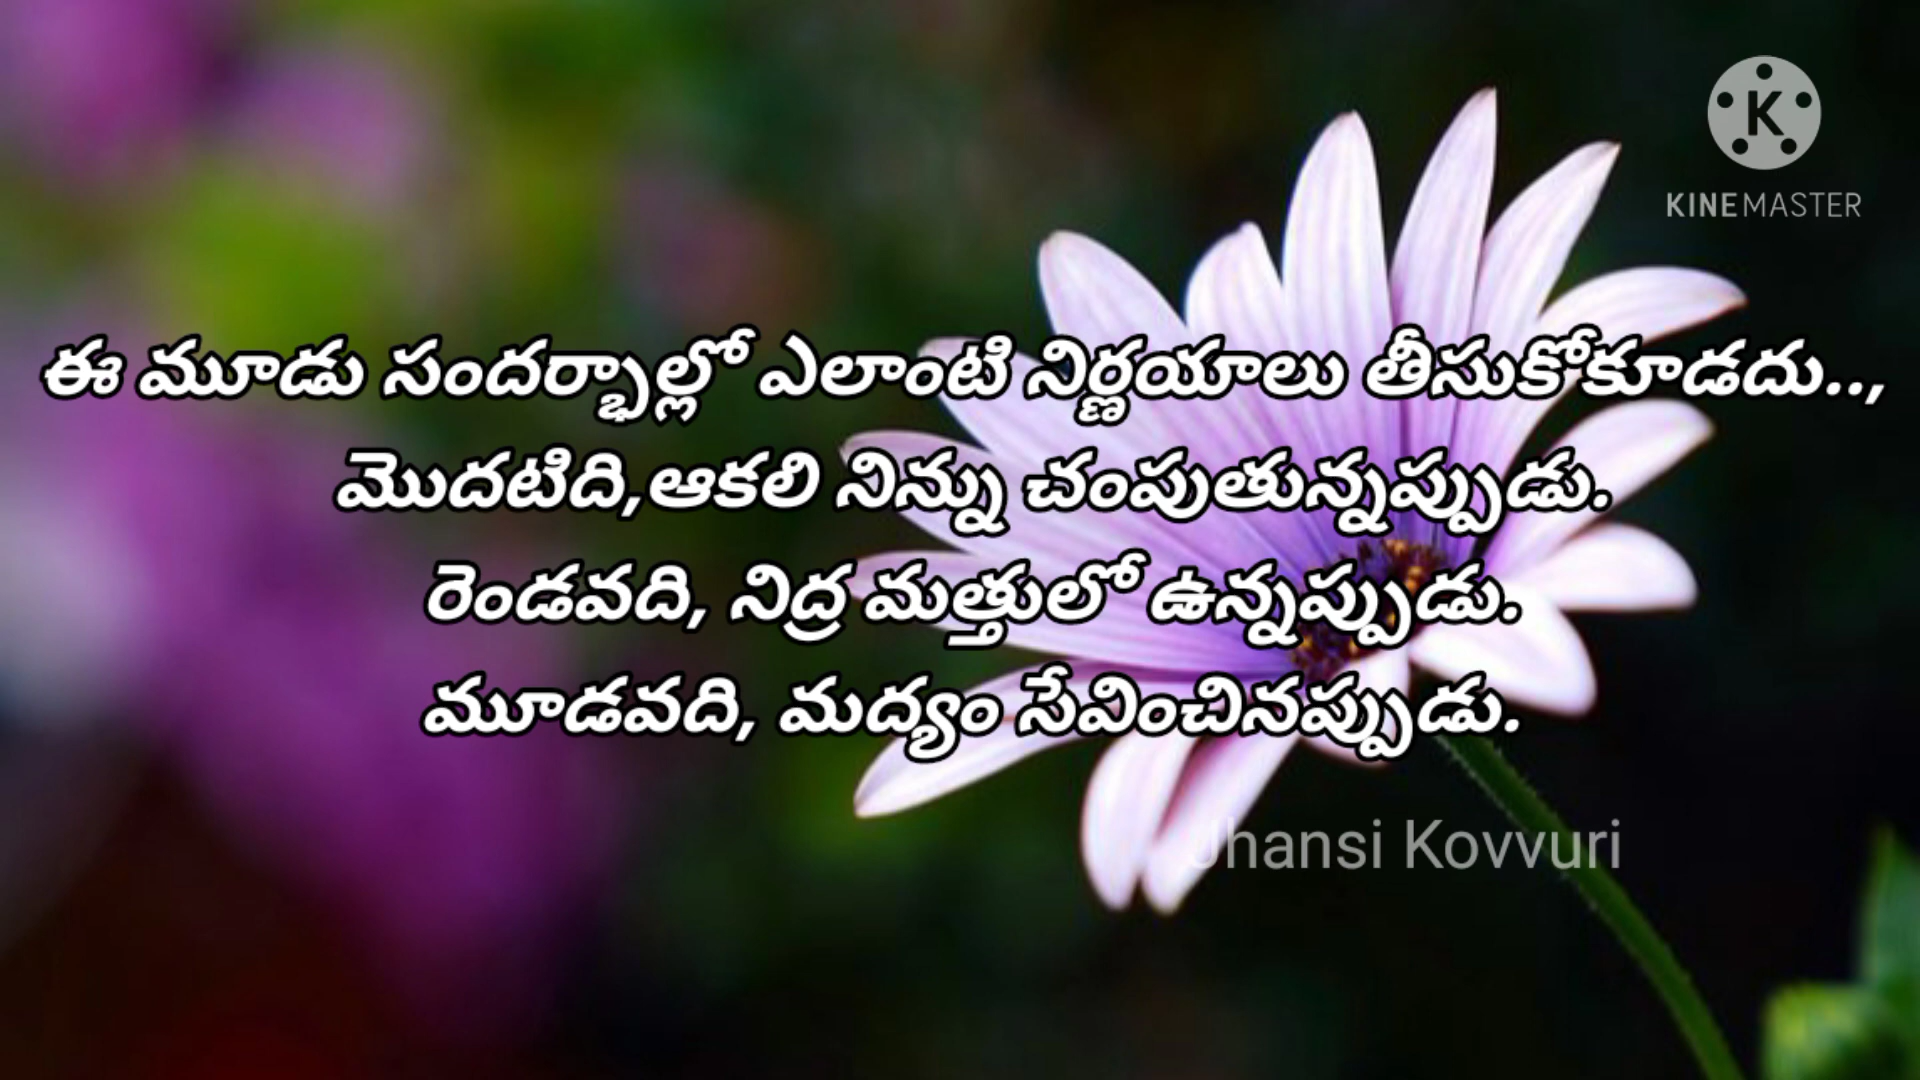 KINEMASTER
ఈ మూడు సందర్భాల్లో ఎలాంటి నిర్ణయాలు తీసుకోకూడదు..,
మొదటిది,ఆకలి నిన్ను చంపుతున్నప్పుడు.
రెండవది, నిద్ర మత్తులో ఉన్నప్పుడు.
మూడవది, మద్యం సేవించినప్పుడు.
Jhansi Kovvuri